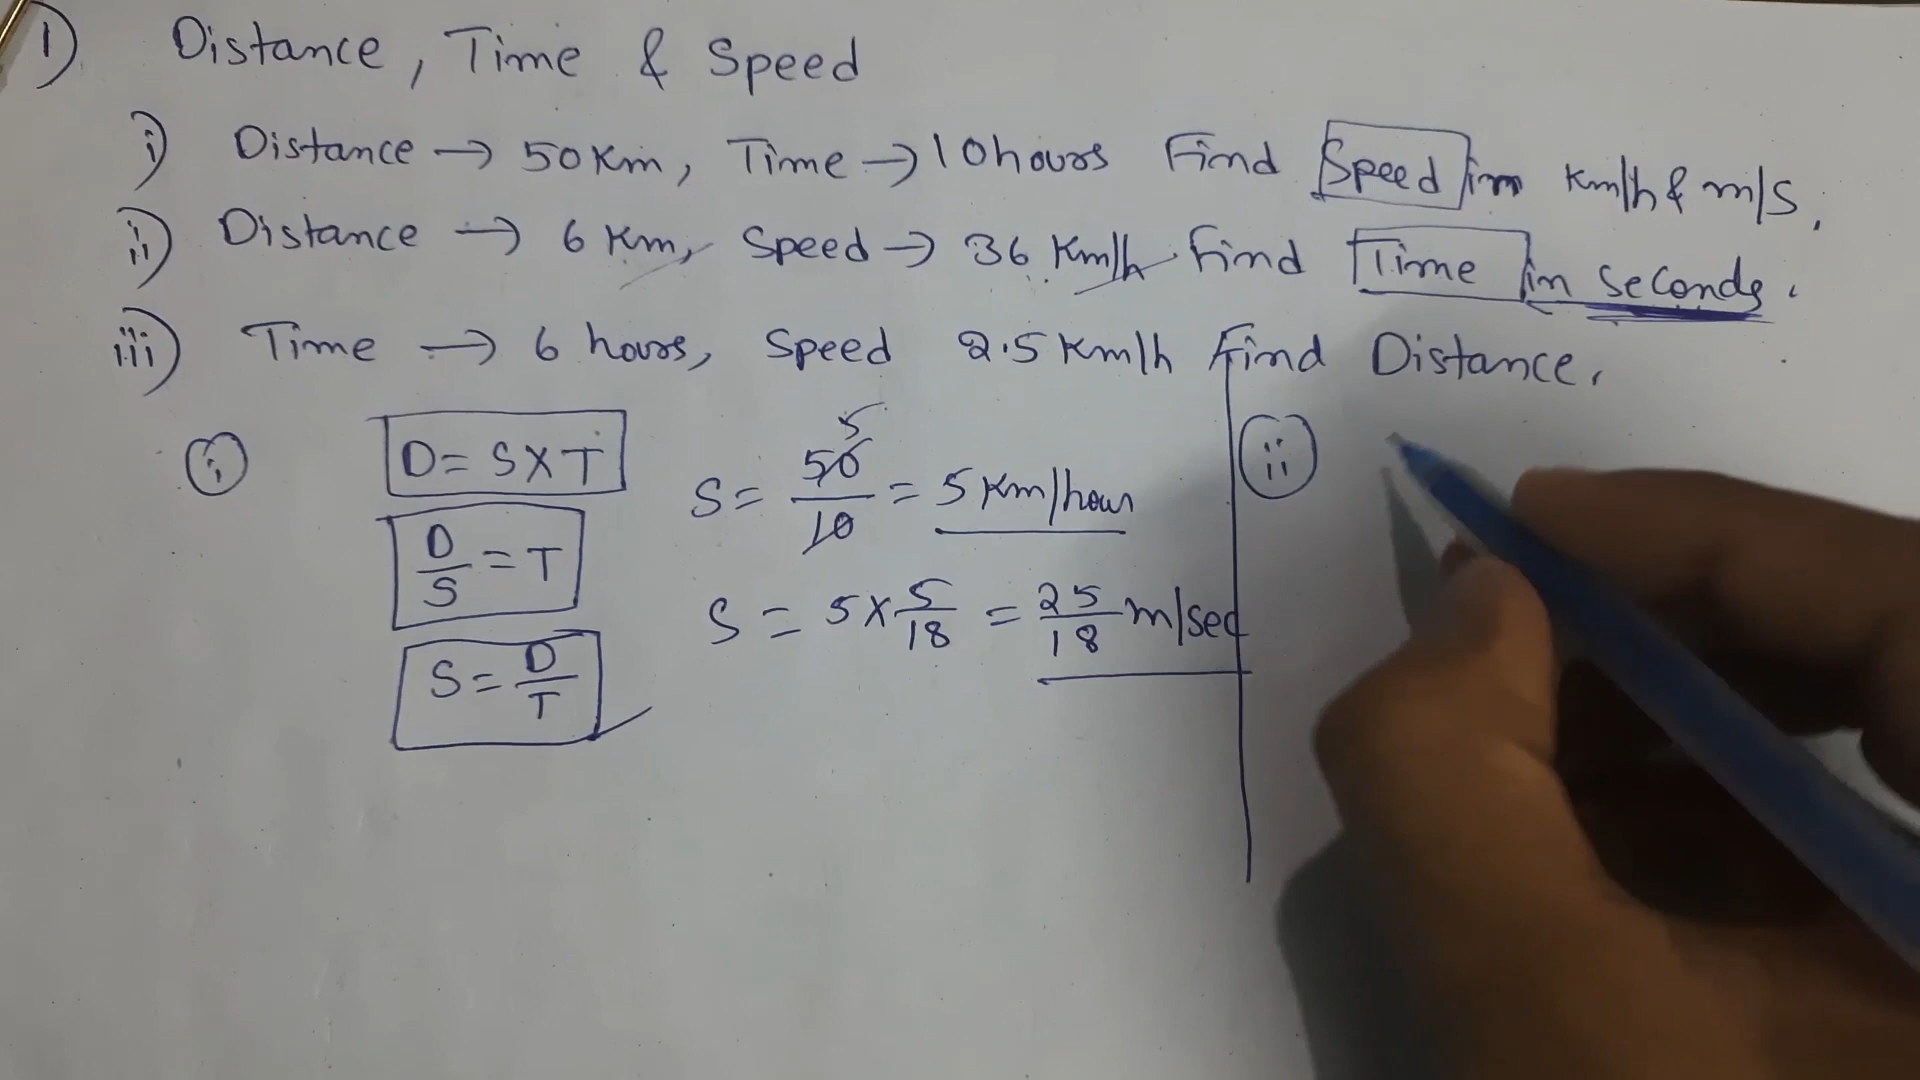 1) Distance, Time & Speed
i) Distance → 50 Km, Time → 10 hours Find Speed in Km/h & m/s.
ii) Distance → 6 Km, Speed → 36 Km/h Find Time in seconds.
iii) Time → 6 hours, Speed 2.5 Km/h Find Distance.
i
D = S X T
D/S = T
S = D/T
5
S = 50/10 = 5 Km/hour
S = 5 X 5/18 = 25/18 m/sec
ii